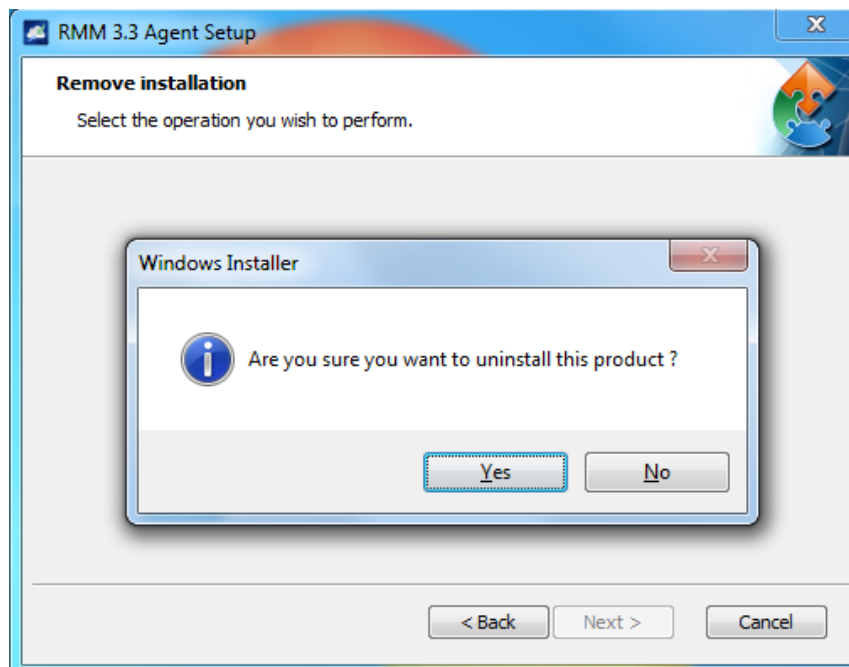 RMM 3.3 Agent Setup
Remove installation
Select the operation you wish to perform.
Windows Installer
Are you sure you want to uninstall this product ?
Yes No
< Back Next > Cancel